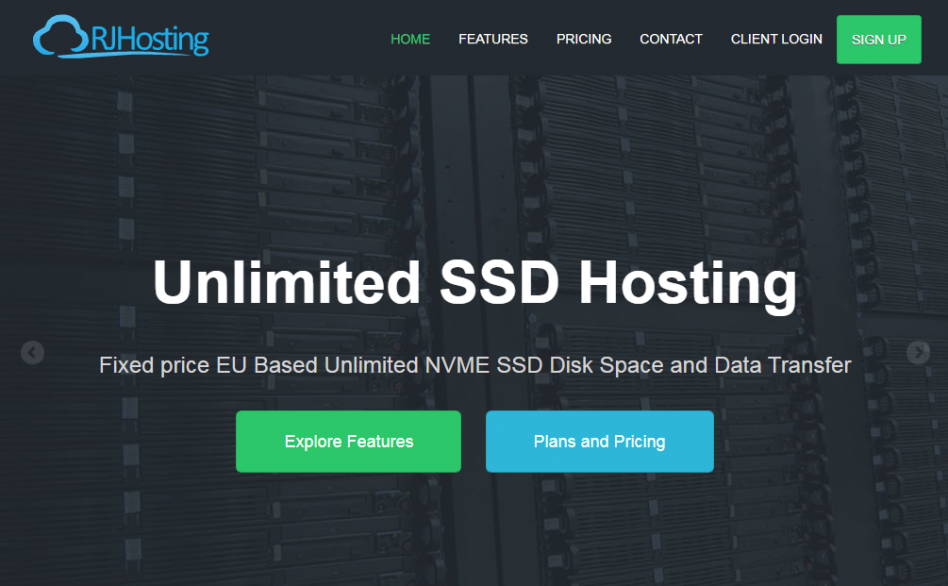 RJHosting
HOME FEATURES PRICING CONTACT CLIENT LOGIN SIGN UP
Unlimited SSD Hosting
Fixed price EU Based Unlimited NVME SSD Disk Space and Data Transfer
Explore Features Plans and Pricing